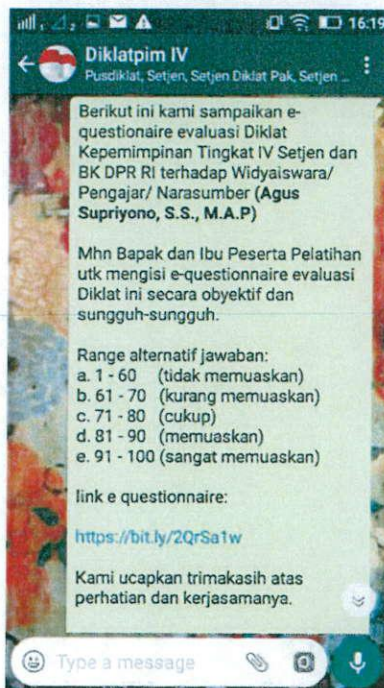 16:19
Diklatpim IV
Pusdiklat, Setjen, Setjen Diklat Pak, Setjen ...
Berikut ini kami sampaikan e-
questionaire evaluasi Diklat
Kepemimpinan Tingkat IV Setjen dan
BK DPR RI terhadap Widyaiswara/
Pengajar/ Narasumber (Agus
Supriyono, S.S., M.A.P)
Mhn Bapak dan Ibu Peserta Pelatihan
utk mengisi e-questionnaire evaluasi
Diklat ini secara obyektif dan
sungguh-sungguh.
Range alternatif jawaban:
a. 1 - 60 (tidak memuaskan)
b. 61 - 70 (kurang memuaskan)
c. 71 - 80 (cukup)
d. 81 - 90 (memuaskan)
e. 91 - 100 (sangat memuaskan)
link e questionnaire:
https://bit.ly/2QrSa1w
Kami ucapkan trimakasih atas
perhatian dan kerjasamanya.
Type a message